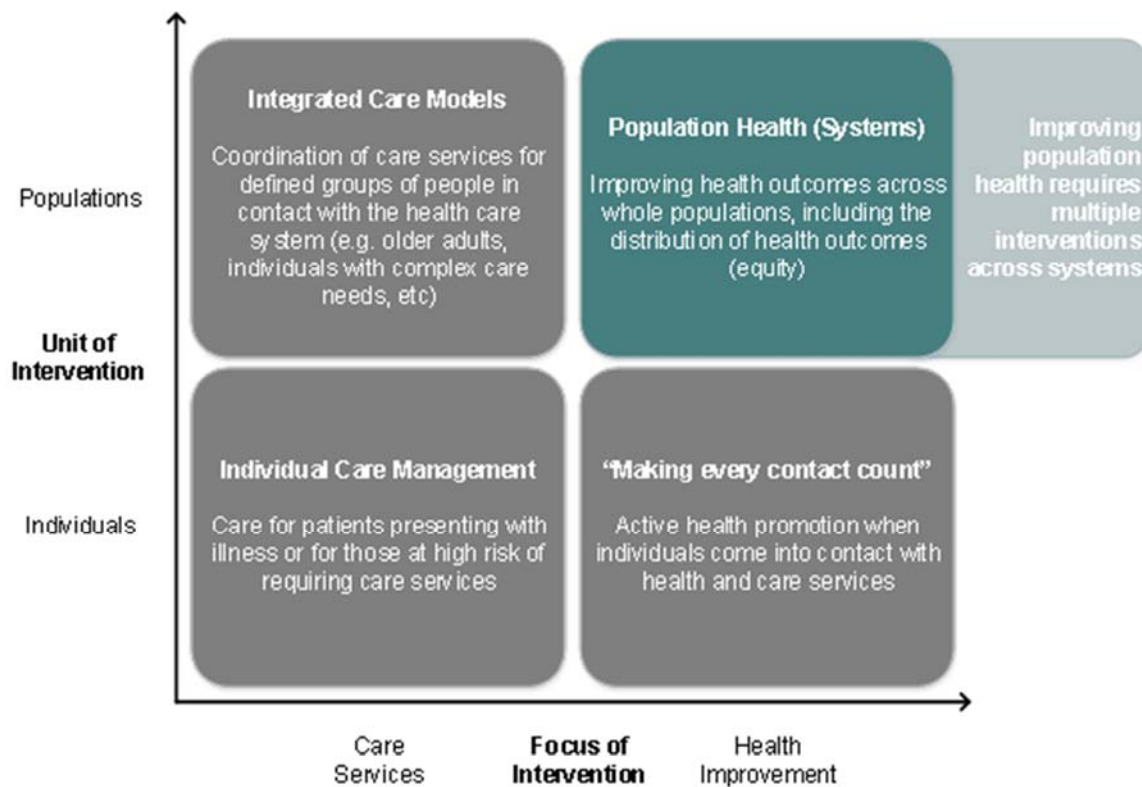 Integrated Care Models
Coordination of care services for
defined groups of people in
contact with the health care
system (e.g. older adults,
individuals with complex care
needs, etc)
Population Health (Systems)
Improving health outcomes across
whole populations, including the
distribution of health outcomes
(equity)
Improving
population
health requires
multiple
interventions
across systems
Populations
Unit of
Intervention
Individuals
Individual Care Management
Care for patients presenting with
illness or for those at high risk of
requiring care services
“Making every contact count”
Active health promotion when
individuals come into contact with
health and care services
Care
Services
Focus of
Intervention
Health
Improvement